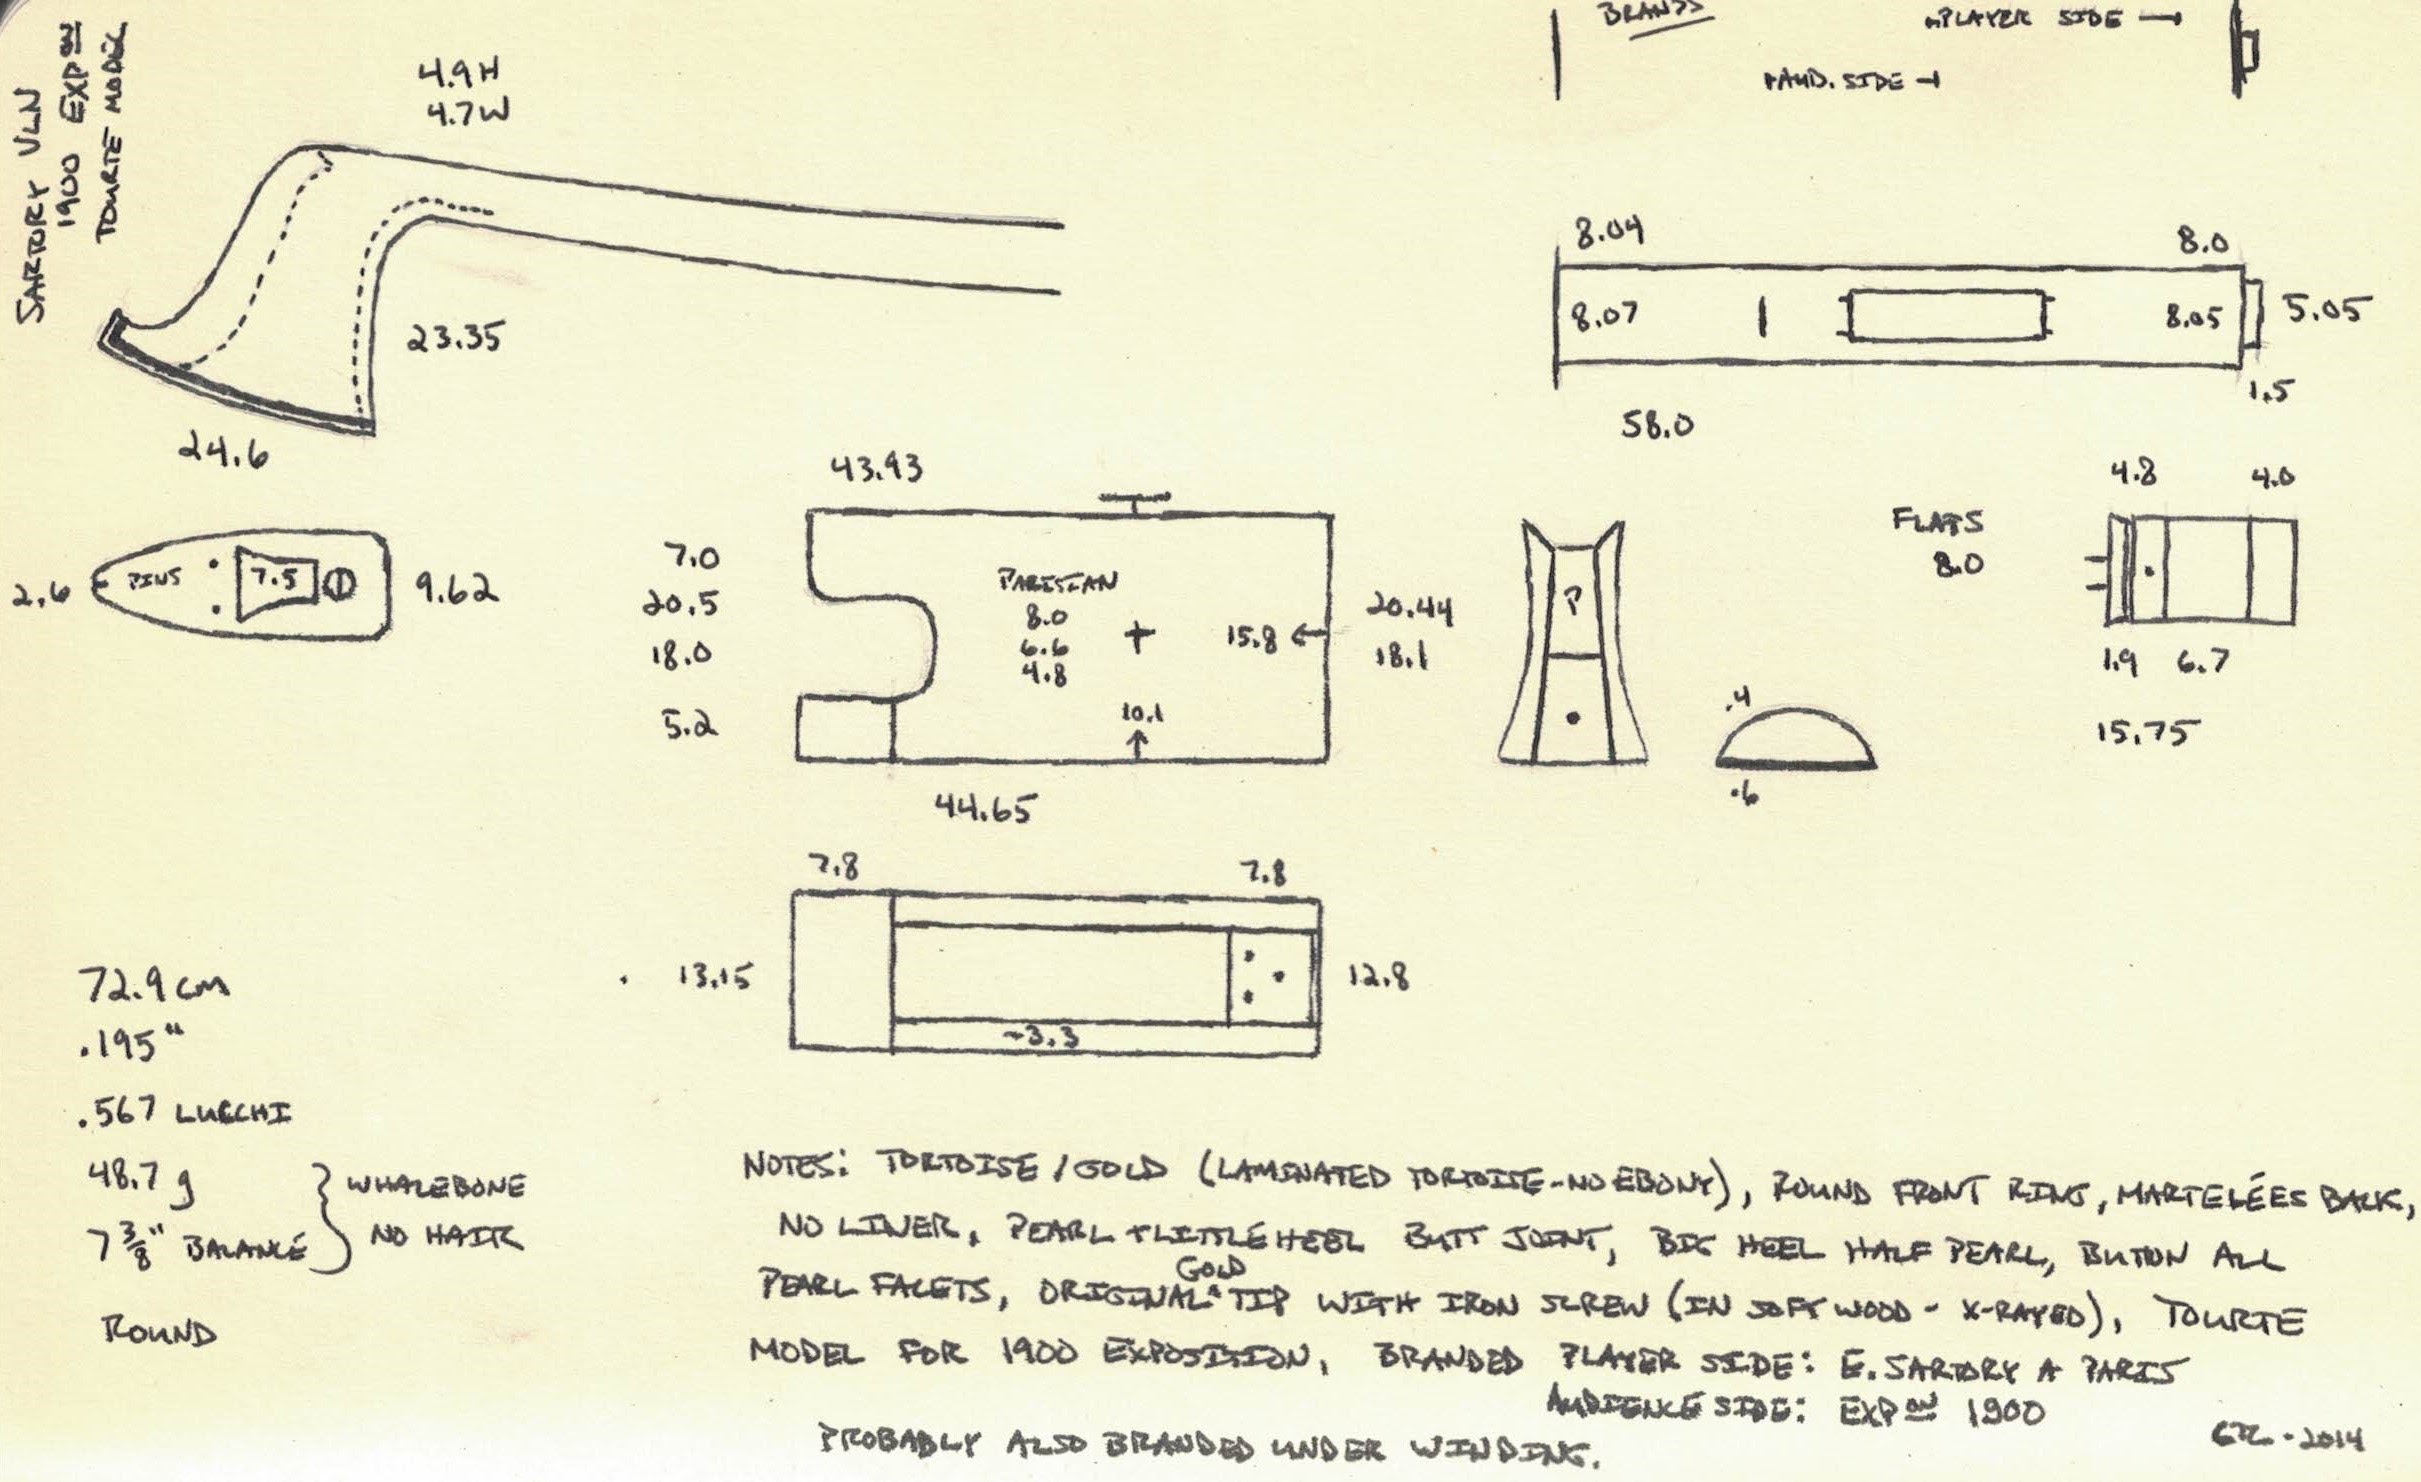 SARTORY VLN
1900 EXPON
TOURTE MODEL
4.9H
4.7W
23.35
24.6
BRANDS
PLAYER SIDE →
AUD. SIDE →
8.04
8.0
8.07
8.05
5.05
1.5
58.0
2.6
PINS
7.5
9.62
43.93
7.0
20.5
18.0
5.2
PARISIAN
8.0
6.6
4.8
15.8 ←
10.1
↑
20.44
18.1
44.65
P
.4
.6
FLATS
8.0
4.8
4.0
1.9
6.7
15.75
7.8
7.8
13.15
12.8
~3.3
72.9 cm
.195"
.567 LUCCHI
48.7 g
7 3/8" BALANCE
WHALEBONE
NO HAIR
ROUND
NOTES: TORTOISE/GOLD (LAMINATED TORTOISE-NO EBONY), ROUND FRONT RING, MARTELÉES BACK,
NO LINER, PEARL + LITTLE HEEL BUTT JOINT, BIG HEEL HALF PEARL, BUTON ALL
PEARL FACETS, ORIGINAL GOLD TIP WITH IRON SCREW (IN SOFT WOOD - X-RAYED), TOURTE
MODEL FOR 1900 EXPOSITION, BRANDED PLAYER SIDE: E. SARTORY A PARIS
AUDIENCE SIDE: EXPON 1900
PROBABLY ALSO BRANDED UNDER WINDING.
2014